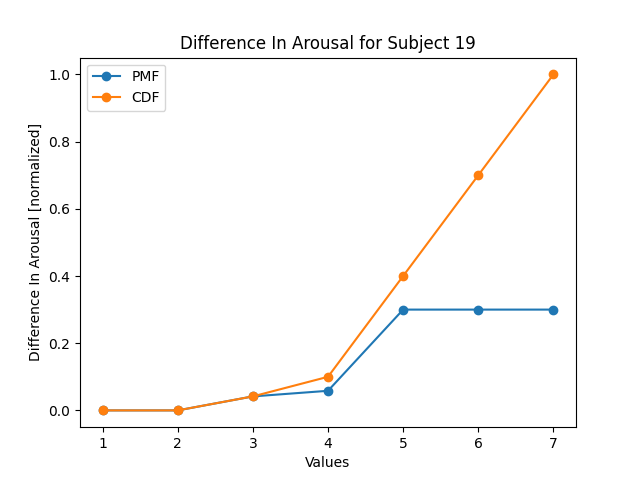 Difference In Arousal for Subject 19
PMF
CDF
Difference In Arousal [normalized]
1.0
0.8
0.6
0.4
0.2
0.0
1 2 3 4 5 6 7
Values